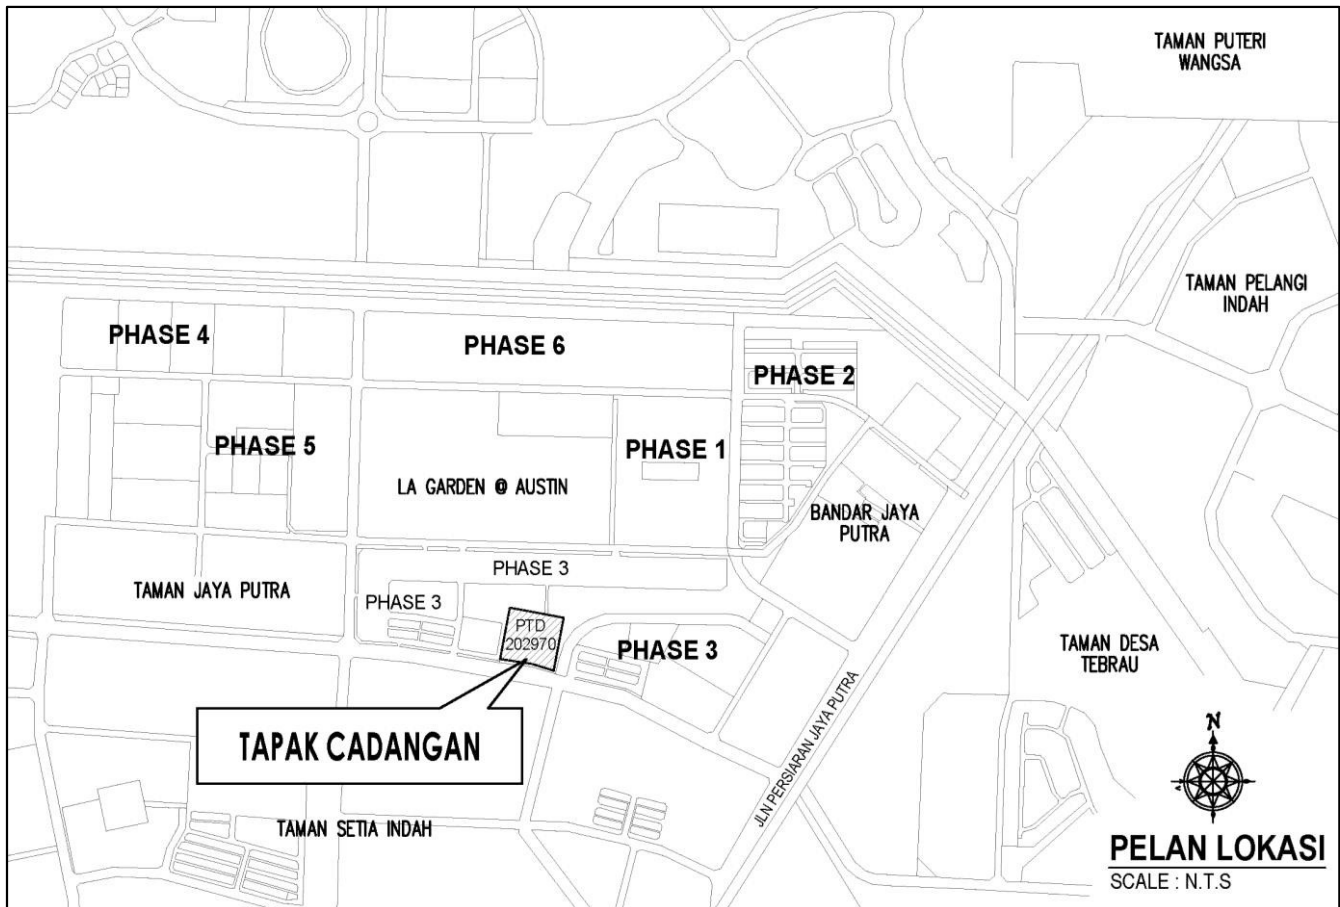 TAMAN PUTERI
WANGSA
TAMAN PELANGI
INDAH
PHASE 4
PHASE 6
PHASE 2
PHASE 5
PHASE 1
LA GARDEN @ AUSTIN
BANDAR JAYA
PUTRA
PHASE 3
TAMAN JAYA PUTRA
PHASE 3
PTD
202970
PHASE 3
TAMAN DESA
TEBRAU
JLN PERSIARAN JAYA PUTRA
TAPAK CADANGAN
TAMAN SETIA INDAH
N
PELAN LOKASI
SCALE : N.T.S